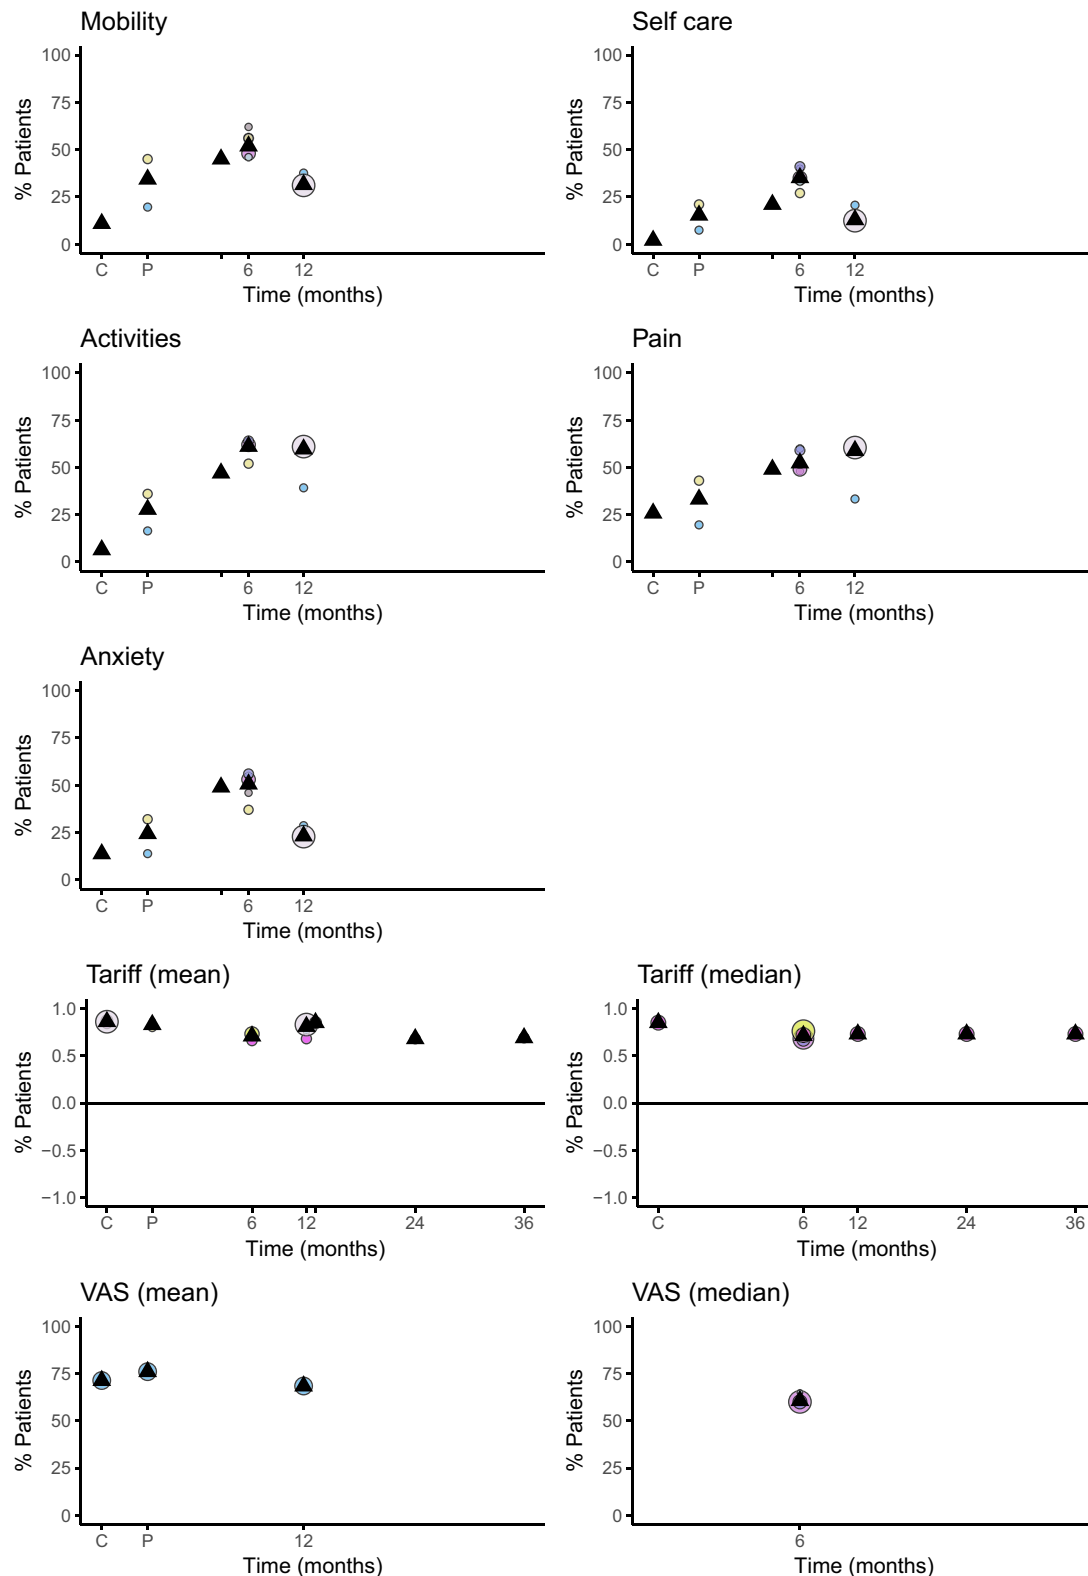 Mobility
% Patients
100
75
50
25
0
C P 6 12
Time (months)
Self care
% Patients
100
75
50
25
0
C P 6 12
Time (months)
Activities
% Patients
100
75
50
25
0
C P 6 12
Time (months)
Pain
% Patients
100
75
50
25
0
C P 6 12
Time (months)
Anxiety
% Patients
100
75
50
25
0
C P 6 12
Time (months)
Tariff (mean)
% Patients
1.0
0.5
0.0
−0.5
−1.0
C P 6 12 24 36
Time (months)
Tariff (median)
% Patients
1.0
0.5
0.0
−0.5
−1.0
C 6 12 24 36
Time (months)
VAS (mean)
% Patients
100
75
50
25
0
C P 12
Time (months)
VAS (median)
% Patients
100
75
50
25
0
6
Time (months)